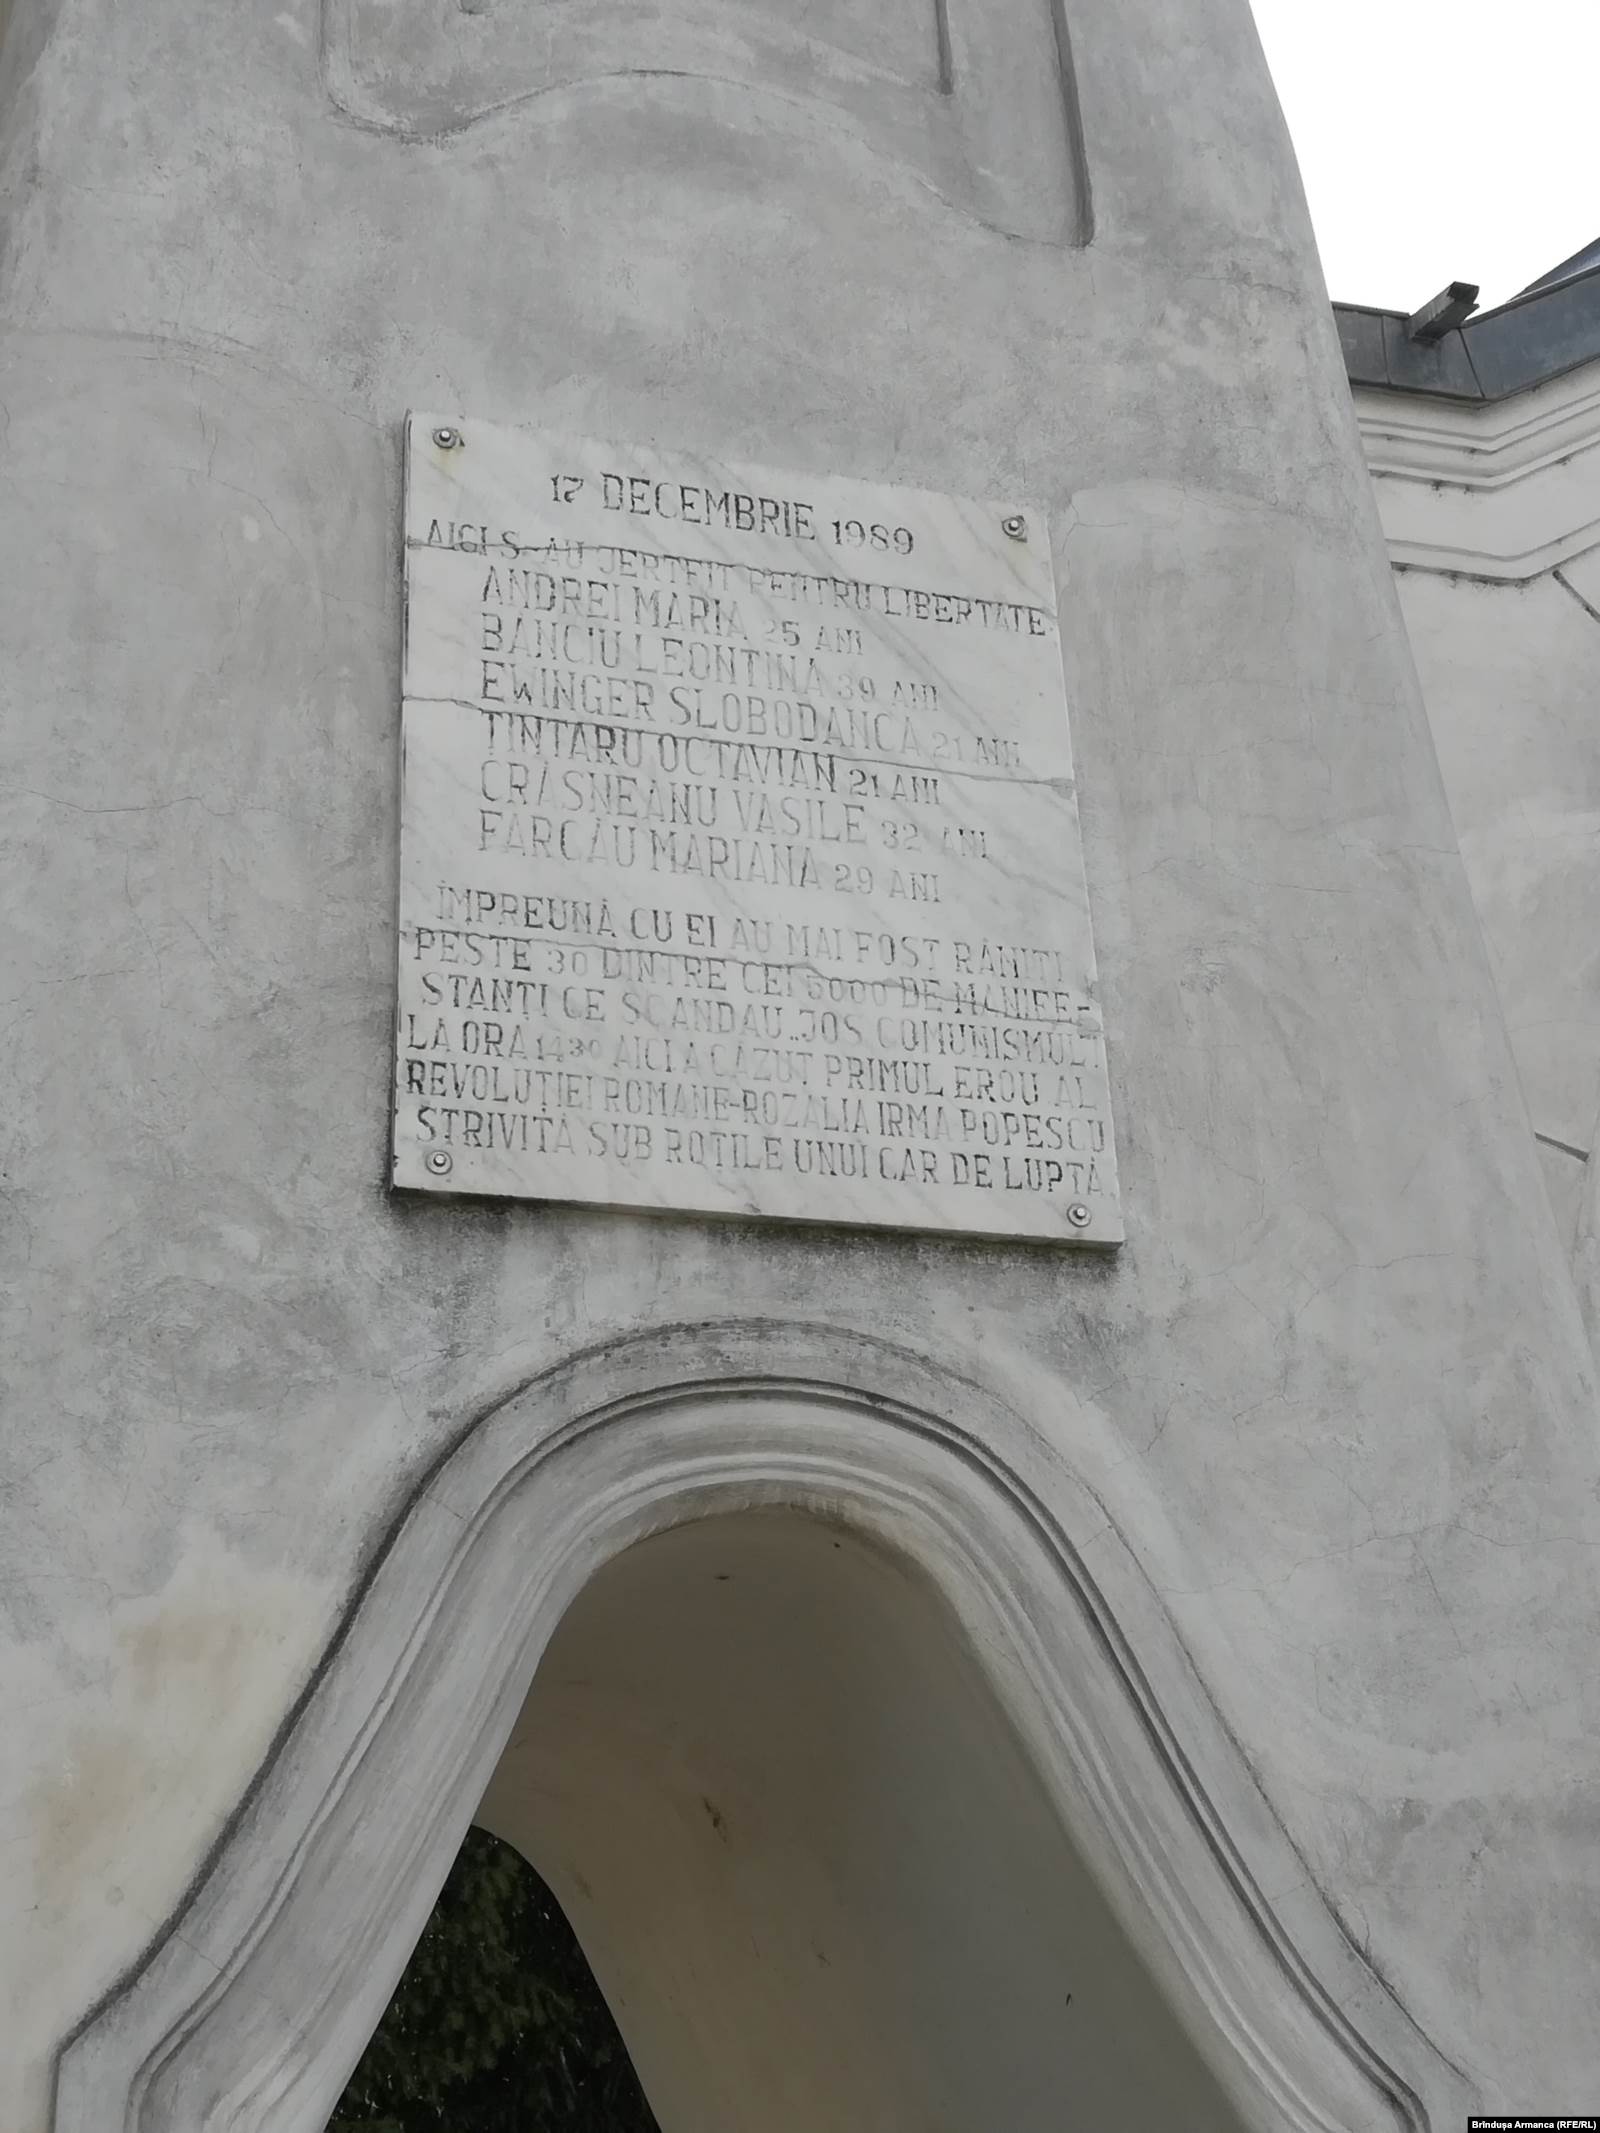 17 DECEMBRIE 1989
AICI S-AU JERTFIT PENTRU LIBERTATE
ANDREI MARIA 25 ANI
BANCIU LEONTINA 39 ANI
EWINGER SLOBODANCA 21 ANI
ȚINTARU OCTAVIAN 21 ANI
CRĂSNEANU VASILE 32 ANI
FARCĂU MARIANA 29 ANI
ÎMPREUNĂ CU EI AU MAI FOST RĂNIȚI
PESTE 30 DINTRE CEI 5000 DE MANIFE-
STANȚI CE SCANDAU „JOS COMUNISMUL!
LA ORA 14³⁰ AICI A CĂZUT PRIMUL EROU AL
REVOLUȚIEI ROMANE-ROZALIA IRMA POPESCU
STRIVITĂ SUB ROȚILE UNUI CAR DE LUPTĂ
Brîndușa Armanca (RFE/RL)